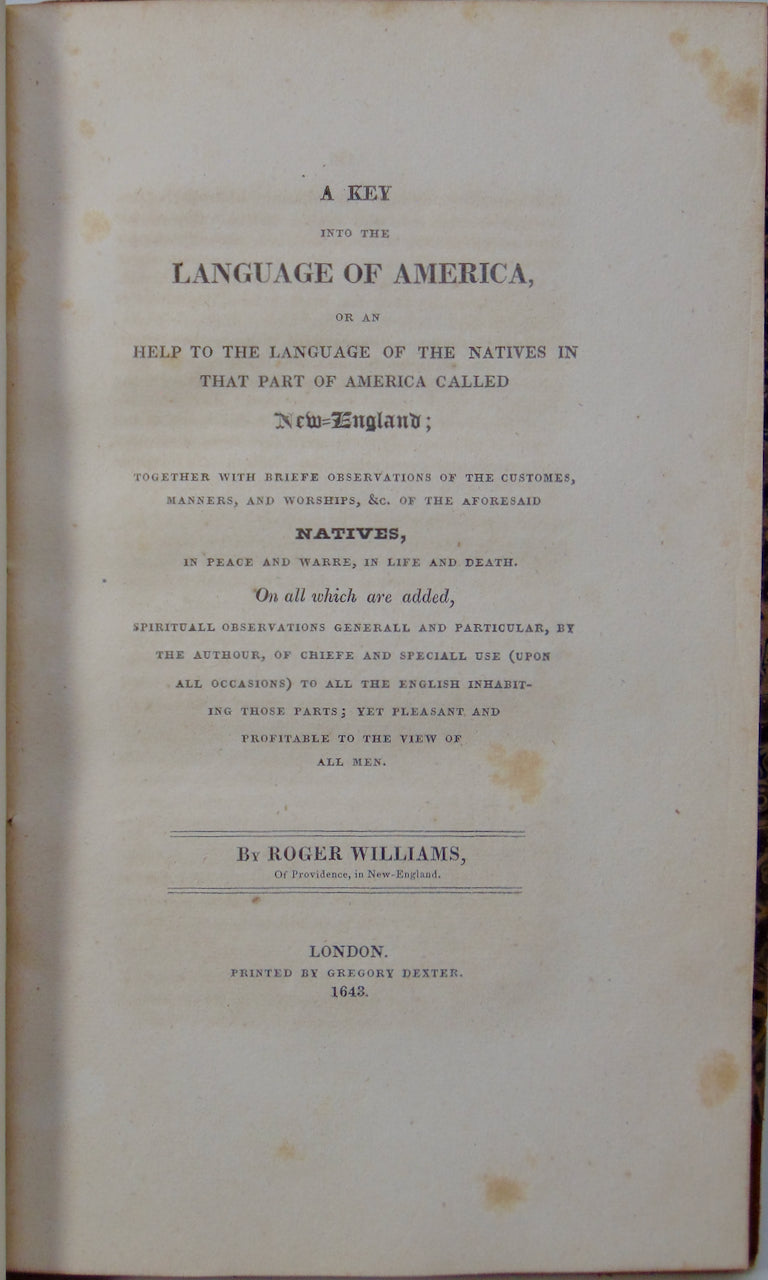 A KEY
INTO THE
LANGUAGE OF AMERICA,
OR AN
HELP TO THE LANGUAGE OF THE NATIVES IN
THAT PART OF AMERICA CALLED
New-England;
TOGETHER WITH BRIEFE OBSERVATIONS OF THE CUSTOMES,
MANNERS, AND WORSHIPS, &c. OF THE AFORESAID
NATIVES,
IN PEACE AND WARRE, IN LIFE AND DEATH.
On all which are added,
SPIRITUALL OBSERVATIONS GENERALL AND PARTICULAR, BY
THE AUTHOUR, OF CHIEFE AND SPECIALL USE (UPON
ALL OCCASIONS) TO ALL THE ENGLISH INHABIT-
ING THOSE PARTS; YET PLEASANT AND
PROFITABLE TO THE VIEW OF
ALL MEN.
By ROGER WILLIAMS,
Of Providence, in New-England.
LONDON.
PRINTED BY GREGORY DEXTER.
1643.